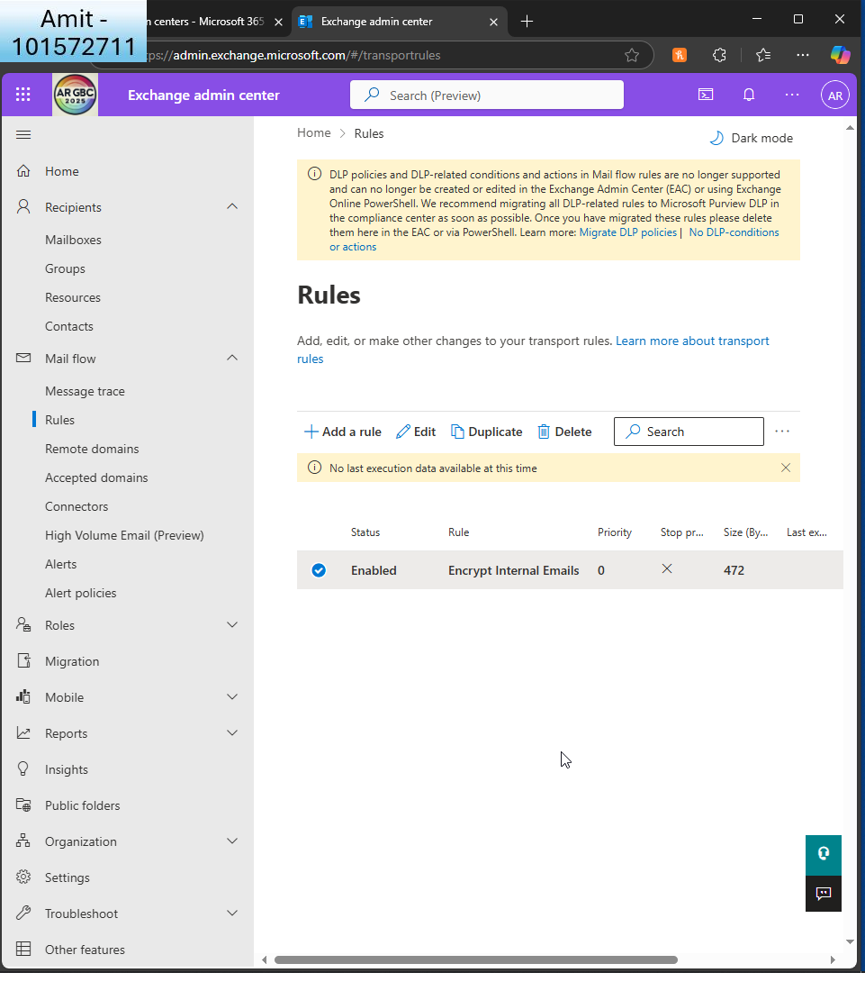 Amit -
101572711
n centers - Microsoft 365
Exchange admin center
ps://admin.exchange.microsoft.com/#/transportrules
AR GBC
2025
Exchange admin center
Search (Preview)
AR
Home
Recipients
Mailboxes
Groups
Resources
Contacts
Mail flow
Message trace
Rules
Remote domains
Accepted domains
Connectors
High Volume Email (Preview)
Alerts
Alert policies
Roles
Migration
Mobile
Reports
Insights
Public folders
Organization
Settings
Troubleshoot
Other features
Home > Rules
Dark mode
DLP policies and DLP-related conditions and actions in Mail flow rules are no longer supported
and can no longer be created or edited in the Exchange Admin Center (EAC) or using Exchange
Online PowerShell. We recommend migrating all DLP-related rules to Microsoft Purview DLP in
the compliance center as soon as possible. Once you have migrated these rules please delete
them here in the EAC or via PowerShell. Learn more: Migrate DLP policies | No DLP-conditions
or actions
Rules
Add, edit, or make other changes to your transport rules. Learn more about transport
rules
Add a rule Edit Duplicate Delete Search
No last execution data available at this time
Status Rule Priority Stop pr... Size (By... Last ex...
Enabled Encrypt Internal Emails 0 472